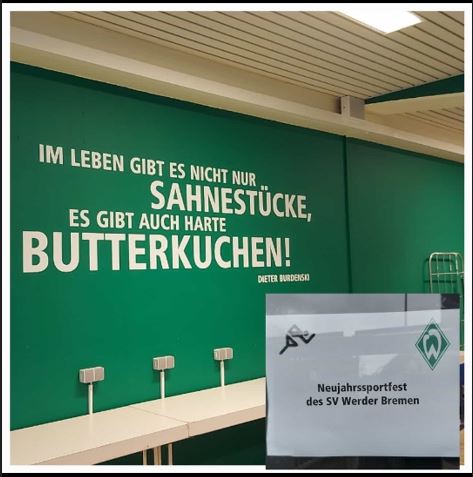 IM LEBEN GIBT ES NICHT NUR
SAHNESTÜCKE,
ES GIBT AUCH HARTE
BUTTERKUCHEN!
DIETER BURDENSKI
W
Neujahrssportfest
des SV Werder Bremen